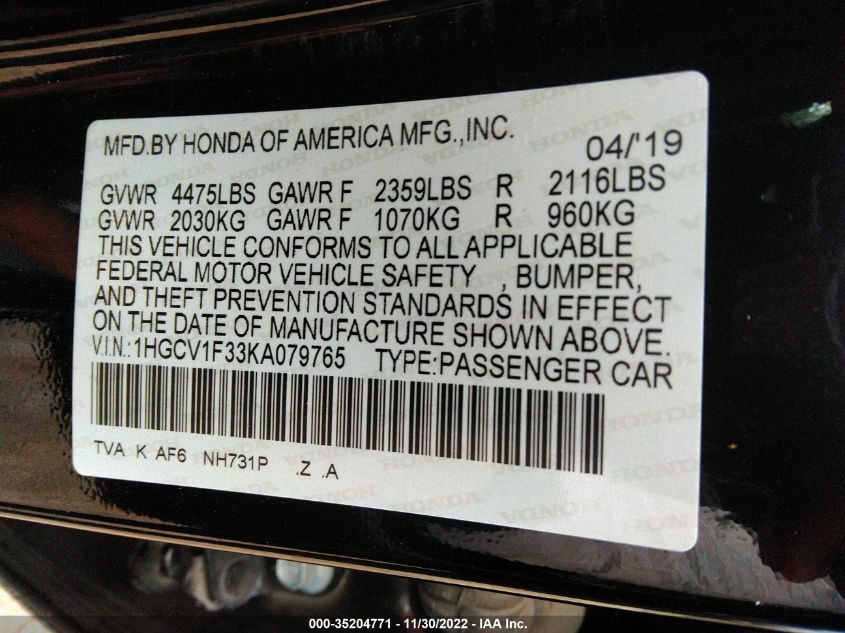 MFD.BY HONDA OF AMERICA MFG.,INC. 04/'19
GVWR 4475LBS GAWR F 2359LBS R 2116LBS
GVWR 2030KG GAWR F 1070KG R 960KG
THIS VEHICLE CONFORMS TO ALL APPLICABLE
FEDERAL MOTOR VEHICLE SAFETY , BUMPER,
AND THEFT PREVENTION STANDARDS IN EFFECT
ON THE DATE OF MANUFACTURE SHOWN ABOVE.
V.I.N.:1HGCV1F33KA079765 TYPE:PASSENGER CAR
TVA K AF6 NH731P .Z .A
000-35204771 - 11/30/2022 - IAA Inc.